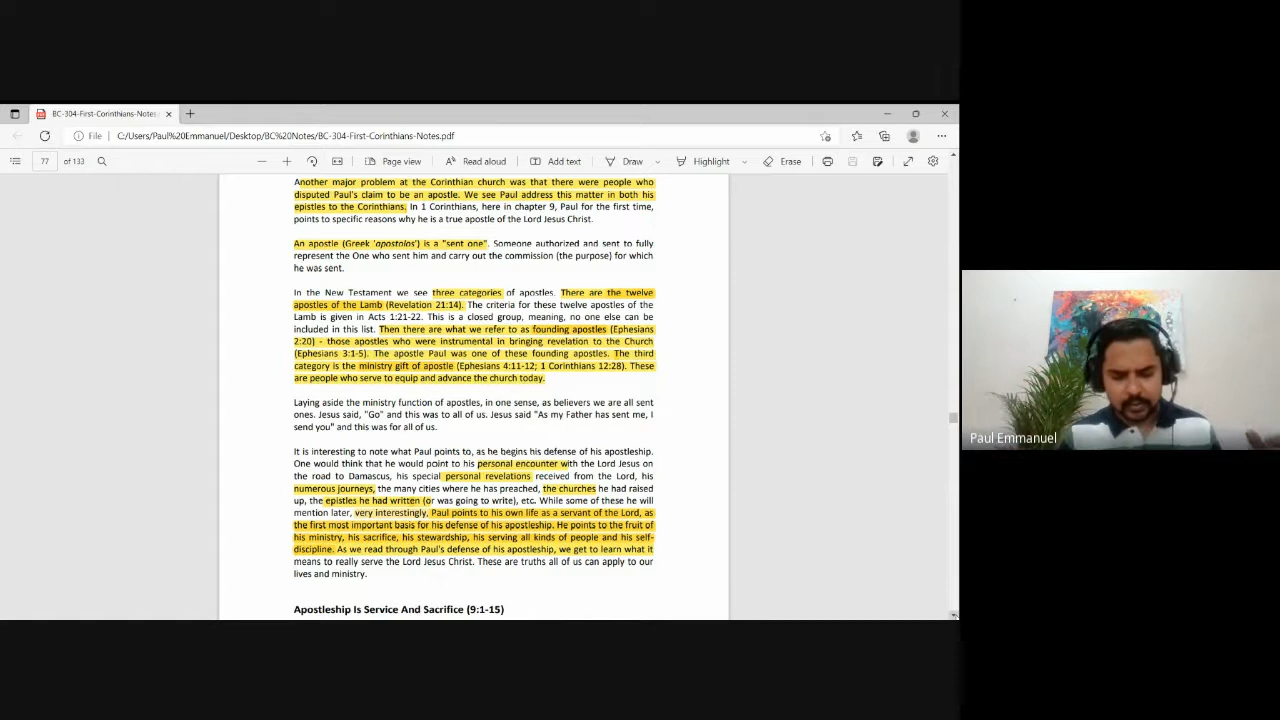 BC-304-First-Corinthians-Notes
File
C:/Users/Paul%20Emmanuel/Desktop/BC%20Notes/BC-304-First-Corinthians-Notes.pdf
77 of 133
Page view
Read aloud
Add text
Draw
Highlight
Erase
Another major problem at the Corinthian church was that there were people who
disputed Paul's claim to be an apostle. We see Paul address this matter in both his
epistles to the Corinthians. In 1 Corinthians, here in chapter 9, Paul for the first time,
points to specific reasons why he is a true apostle of the Lord Jesus Christ.
An apostle (Greek 'apostolos') is a "sent one". Someone authorized and sent to fully
represent the One who sent him and carry out the commission (the purpose) for which
he was sent.
In the New Testament we see three categories of apostles. There are the twelve
apostles of the Lamb (Revelation 21:14). The criteria for these twelve apostles of the
Lamb is given in Acts 1:21-22. This is a closed group, meaning, no one else can be
included in this list. Then there are what we refer to as founding apostles (Ephesians
2:20) - those apostles who were instrumental in bringing revelation to the Church
(Ephesians 3:1-5). The apostle Paul was one of these founding apostles. The third
category is the ministry gift of apostle (Ephesians 4:11-12; 1 Corinthians 12:28). These
are people who serve to equip and advance the church today.
Laying aside the ministry function of apostles, in one sense, as believers we are all sent
ones. Jesus said, "Go" and this was to all of us. Jesus said "As my Father has sent me, I
send you" and this was for all of us.
It is interesting to note what Paul points to, as he begins his defense of his apostleship.
One would think that he would point to his personal encounter with the Lord Jesus on
the road to Damascus, his special personal revelations received from the Lord, his
numerous journeys, the many cities where he has preached, the churches he had raised
up, the epistles he had written (or was going to write), etc. While some of these he will
mention later, very interestingly, Paul points to his own life as a servant of the Lord, as
the first most important basis for his defense of his apostleship. He points to the fruit of
his ministry, his sacrifice, his stewardship, his serving all kinds of people and his self-
discipline. As we read through Paul's defense of his apostleship, we get to learn what it
means to really serve the Lord Jesus Christ. These are truths all of us can apply to our
lives and ministry.
Apostleship Is Service And Sacrifice (9:1-15)
Paul Emmanuel